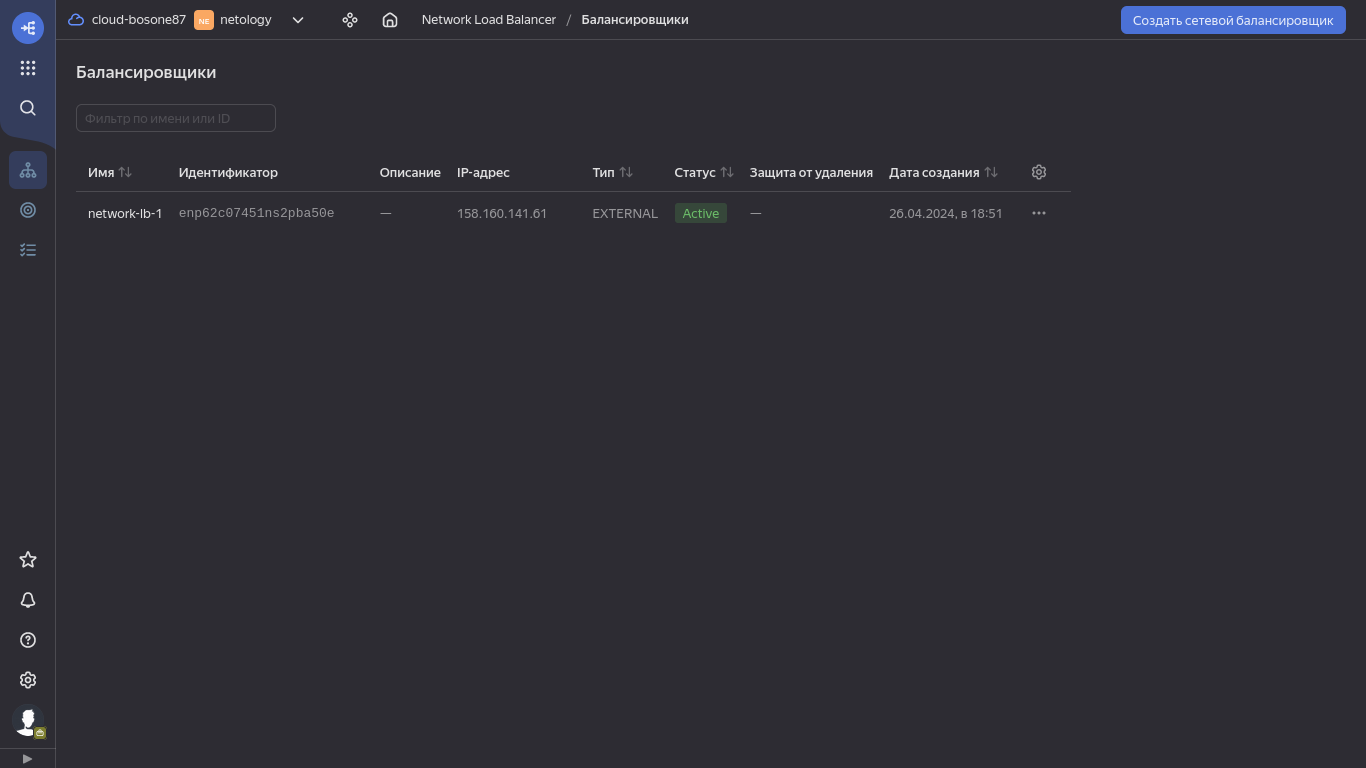 cloud-bosone87 NE netology Network Load Balancer / Балансировщики Создать сетевой балансировщик
Балансировщики
Фильтр по имени или ID
Имя Идентификатор Описание IP-адрес Тип Статус Защита от удаления Дата создания
network-lb-1 enp62c07451ns2pba50e — 158.160.141.61 EXTERNAL Active — 26.04.2024, в 18:51